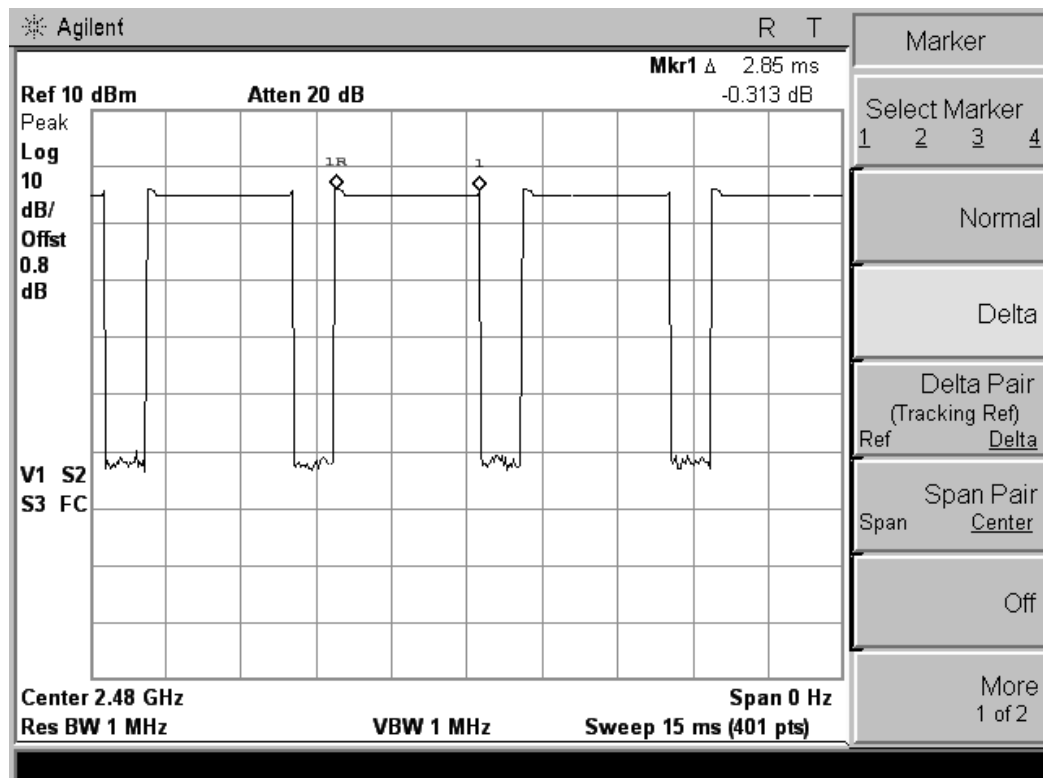 Agilent R T
Mkr1 Δ 2.85 ms
Ref 10 dBm Atten 20 dB -0.313 dB
Peak
Log
10
dB/
Offst
0.8
dB
1R
1
V1 S2
S3 FC
Center 2.48 GHz Span 0 Hz
Res BW 1 MHz VBW 1 MHz Sweep 15 ms (401 pts)
Marker
Select Marker
1 2 3 4
Normal
Delta
Delta Pair
(Tracking Ref)
Ref Delta
Span Pair
Span Center
Off
More
1 of 2